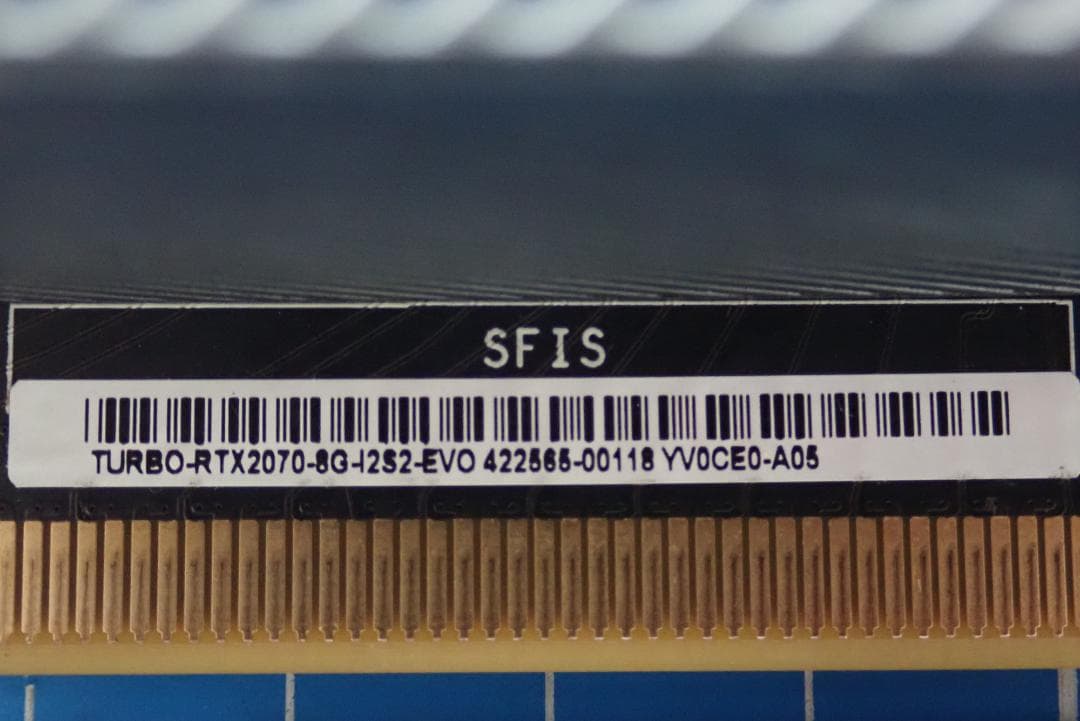 SFIS
TURBO-RTX2070-8G-I2S2-EVO 422565-00118 YV0CE0-A05